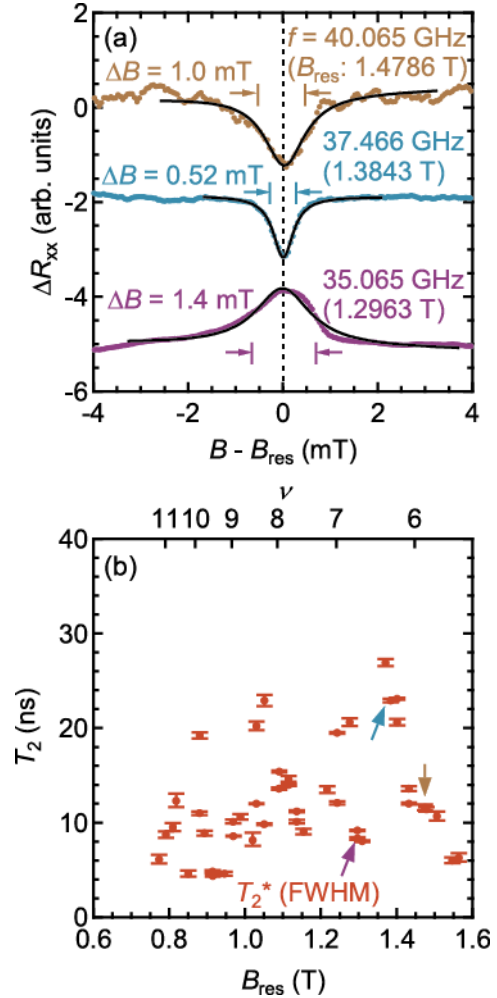 (a)
f = 40.065 GHz
(B_res: 1.4786 T)
ΔB = 1.0 mT
37.466 GHz
(1.3843 T)
ΔB = 0.52 mT
35.065 GHz
(1.2963 T)
ΔB = 1.4 mT
ΔR_xx (arb. units)
2
0
-2
-4
-6
-4 -2 0 2 4
B - B_res (mT)
ν
11 10 9 8 7 6
(b)
T_2 (ns)
40
30
20
10
0
T_2* (FWHM)
0.6 0.8 1.0 1.2 1.4 1.6
B_res (T)